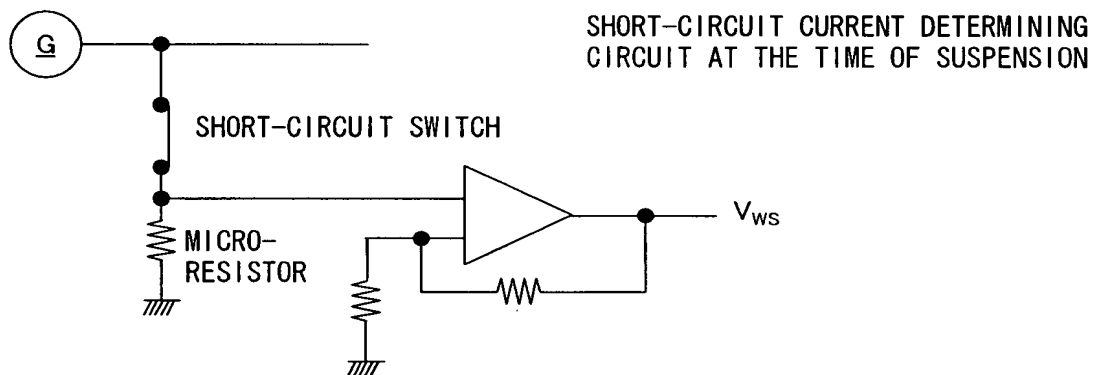 G
SHORT-CIRCUIT CURRENT DETERMINING
CIRCUIT AT THE TIME OF SUSPENSION
SHORT-CIRCUIT SWITCH
MICRO-
RESISTOR
VWS